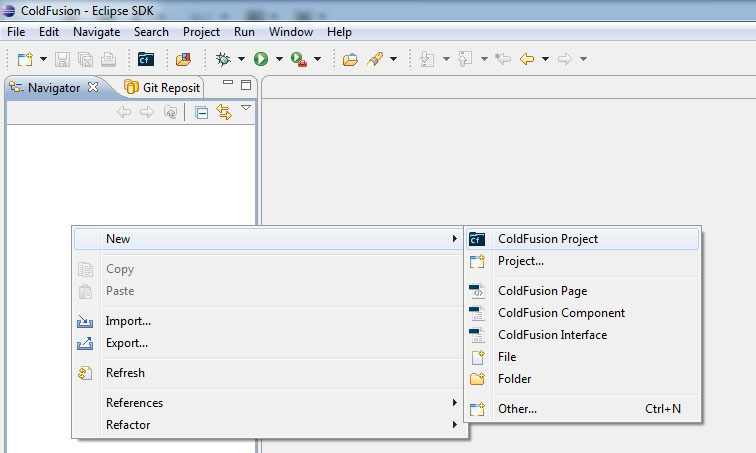 ColdFusion - Eclipse SDK
File Edit Navigate Search Project Run Window Help
Cf
Navigator Git Reposit
New
Copy
Paste
Import...
Export...
Refresh
References
Refactor
Cf ColdFusion Project
Project...
ColdFusion Page
ColdFusion Component
ColdFusion Interface
File
Folder
Other... Ctrl+N